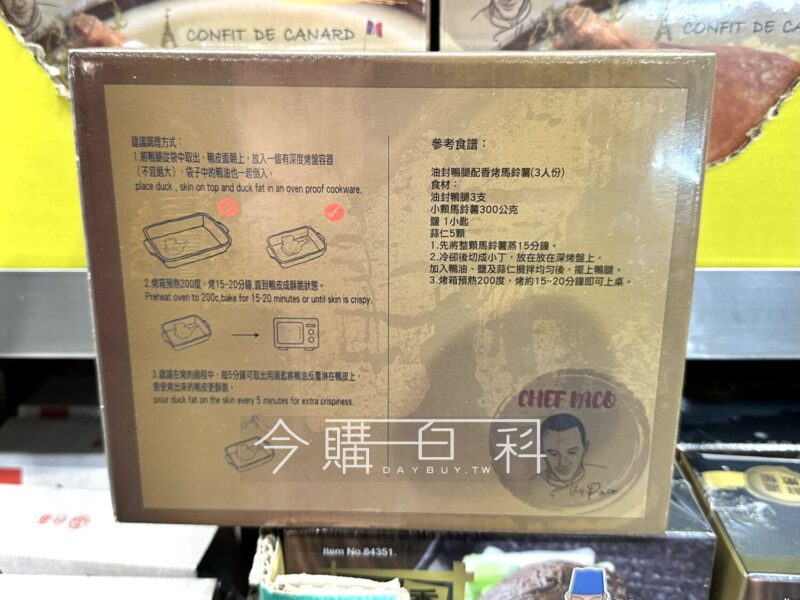 CONFIT DE CANARD
CONFIT DE CANARD
建議調理方式：
1.將鴨腿從袋中取出，鴨皮面朝上，放入一個有深度烤盤容器
（不宜過大），袋子中的鴨油也一起倒入。
place duck , skin on top and duck fat in an oven proof cookware.
2.烤箱預熱200度，烤15~20分鐘,直到鴨皮成酥脆狀態。
Preheat oven to 200c,bake for 15-20 minutes or until skin is crispy.
3.建議在烤的過程中，每5分鐘可取出用湯匙將鴨油反覆淋在鴨皮上，
會使烤出來的鴨皮更酥脆。
pour duck fat on the skin every 5 minutes for extra crispiness.
參考食譜：
油封鴨腿配香烤馬鈴薯(3人份)
食材：
油封鴨腿3支
小顆馬鈴薯300公克
鹽 1小匙
蒜仁5顆
1.先將整顆馬鈴薯蒸15分鐘。
2.冷卻後切成小丁，放在放在深烤盤上，
加入鴨油、鹽及蒜仁攪拌均勻後，擺上鴨腿。
3.烤箱預熱200度，烤約15~20分鐘即可上桌。
CHEF PACO
今購百科
DAYBUY.TW
Item No.84351.